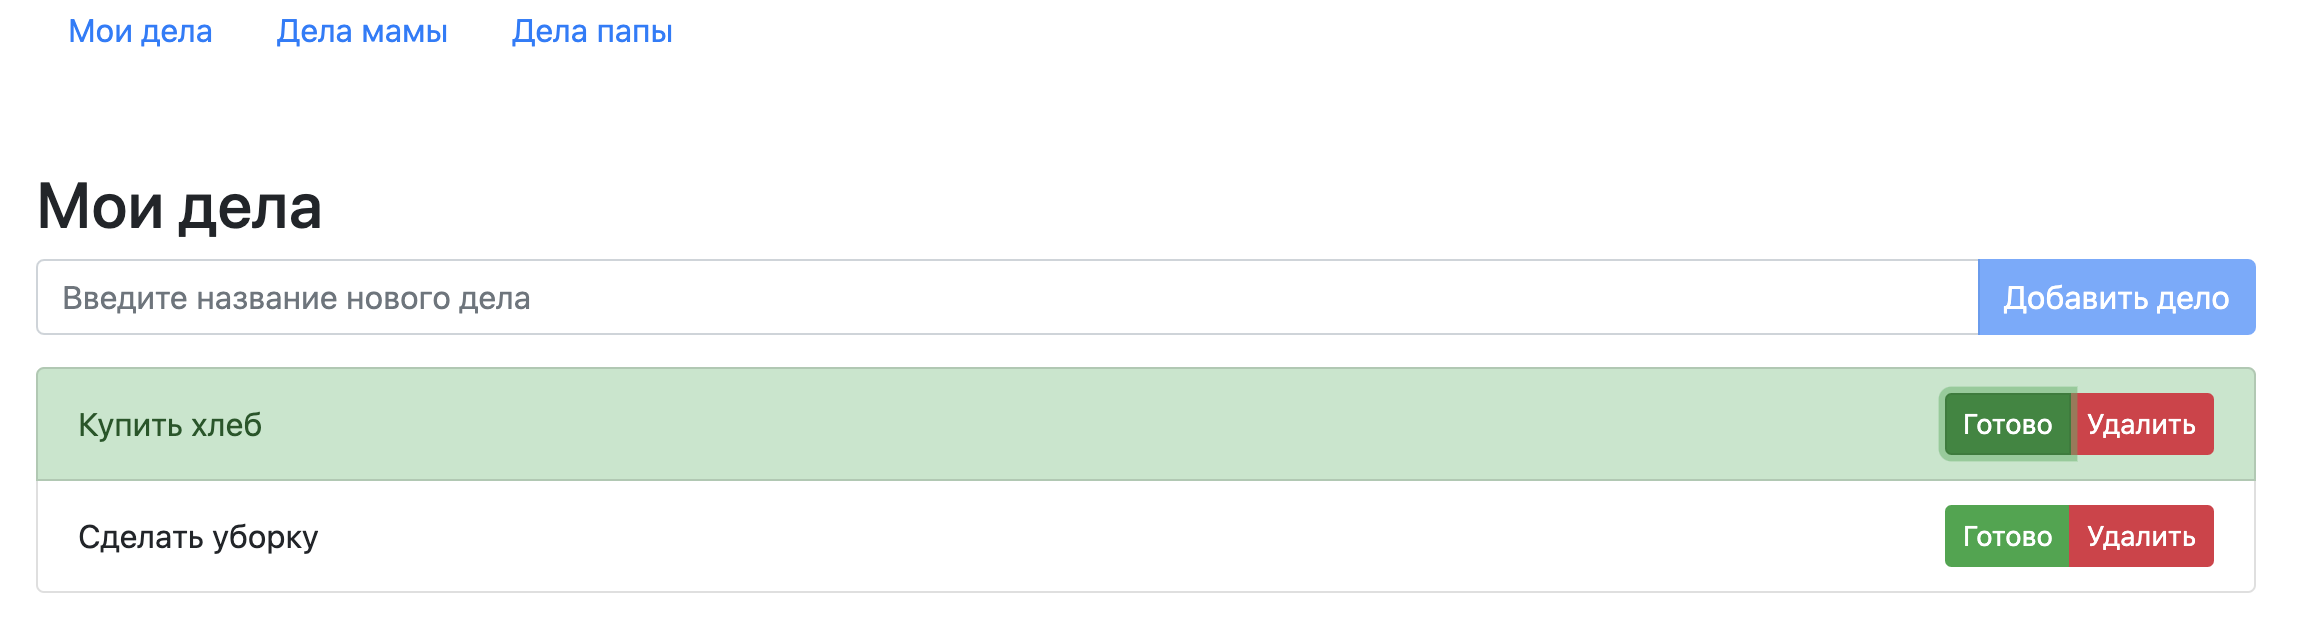 Мои дела Дела мамы Дела папы
Мои дела
Введите название нового дела Добавить дело
Купить хлеб Готово Удалить
Сделать уборку Готово Удалить